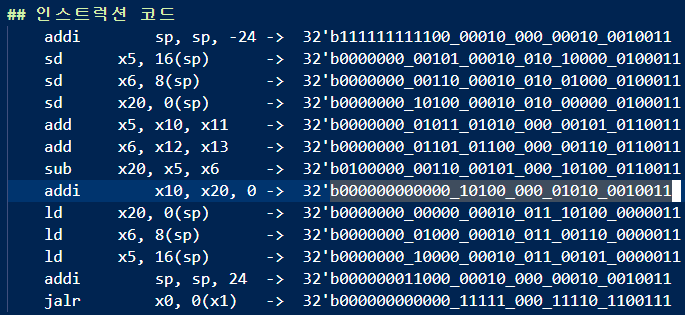 ## 인스트럭션 코드
addi sp, sp, -24 -> 32'b111111111100_00010_000_00010_0010011
sd x5, 16(sp) -> 32'b0000000_00101_00010_010_10000_0100011
sd x6, 8(sp) -> 32'b0000000_00110_00010_010_01000_0100011
sd x20, 0(sp) -> 32'b0000000_10100_00010_010_00000_0100011
add x5, x10, x11 -> 32'b0000000_01011_01010_000_00101_0110011
add x6, x12, x13 -> 32'b0000000_01101_01100_000_00110_0110011
sub x20, x5, x6 -> 32'b0100000_00110_00101_000_10100_0110011
addi x10, x20, 0 -> 32'b000000000000_10100_000_01010_0010011
ld x20, 0(sp) -> 32'b0000000_00000_00010_011_10100_0000011
ld x6, 8(sp) -> 32'b0000000_01000_00010_011_00110_0000011
ld x5, 16(sp) -> 32'b0000000_10000_00010_011_00101_0000011
addi sp, sp, 24 -> 32'b000000011000_00010_000_00010_0010011
jalr x0, 0(x1) -> 32'b000000000000_11111_000_11110_1100111